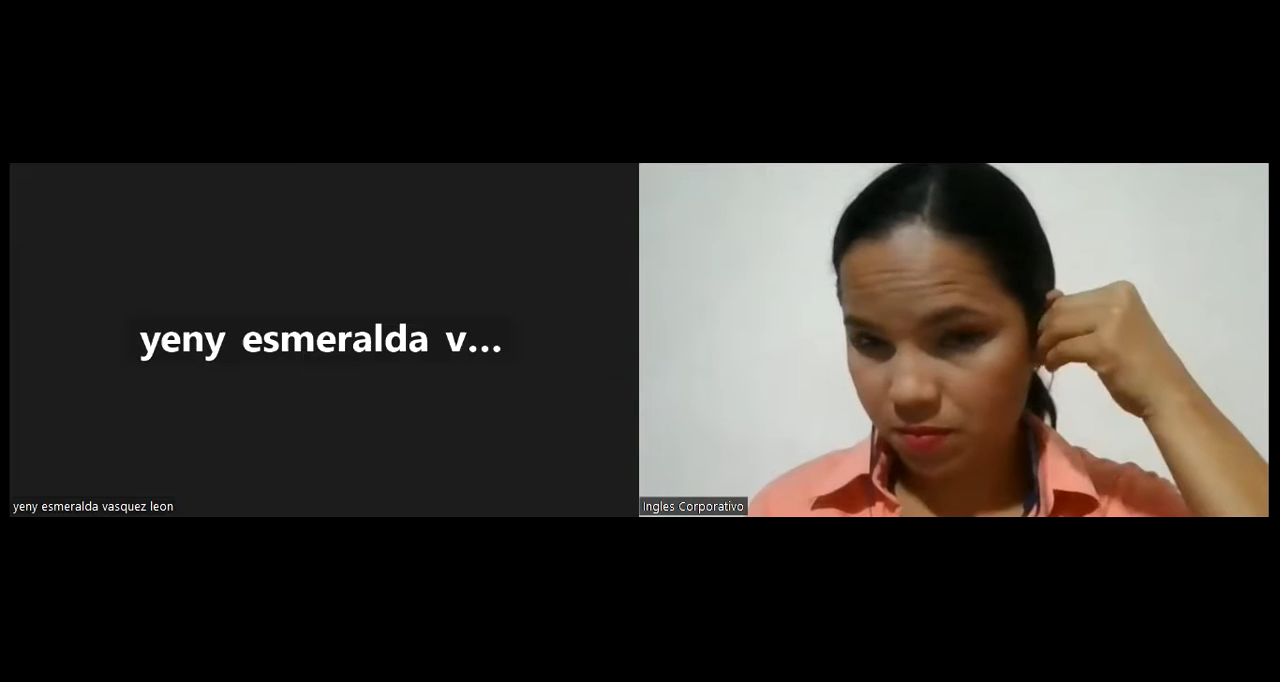 yeny esmeralda v...
yeny esmeralda vasquez leon
Ingles Corporativo